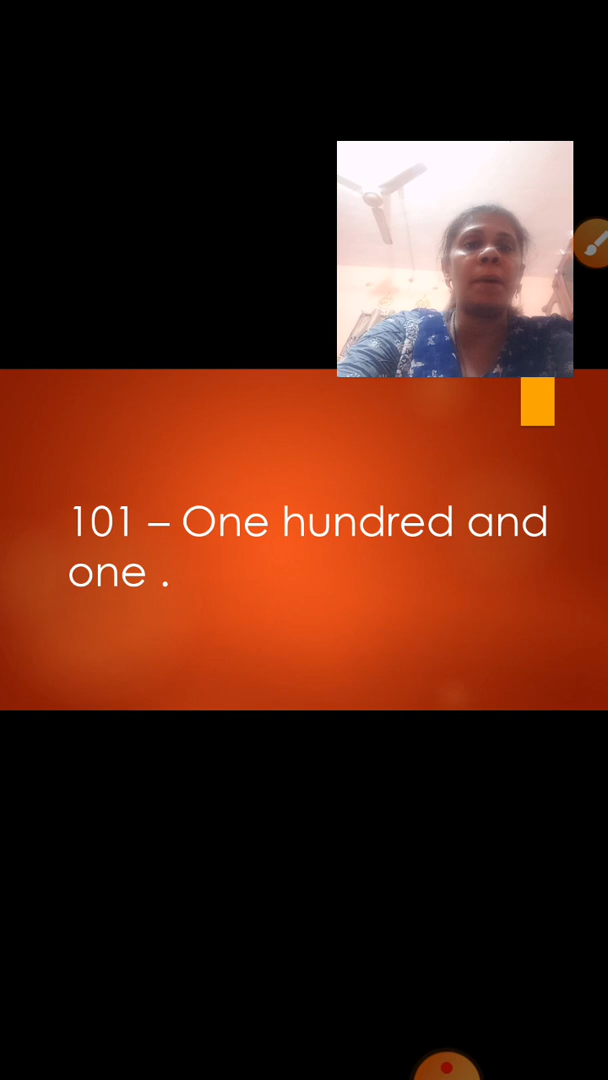 101 – One hundred and
one .